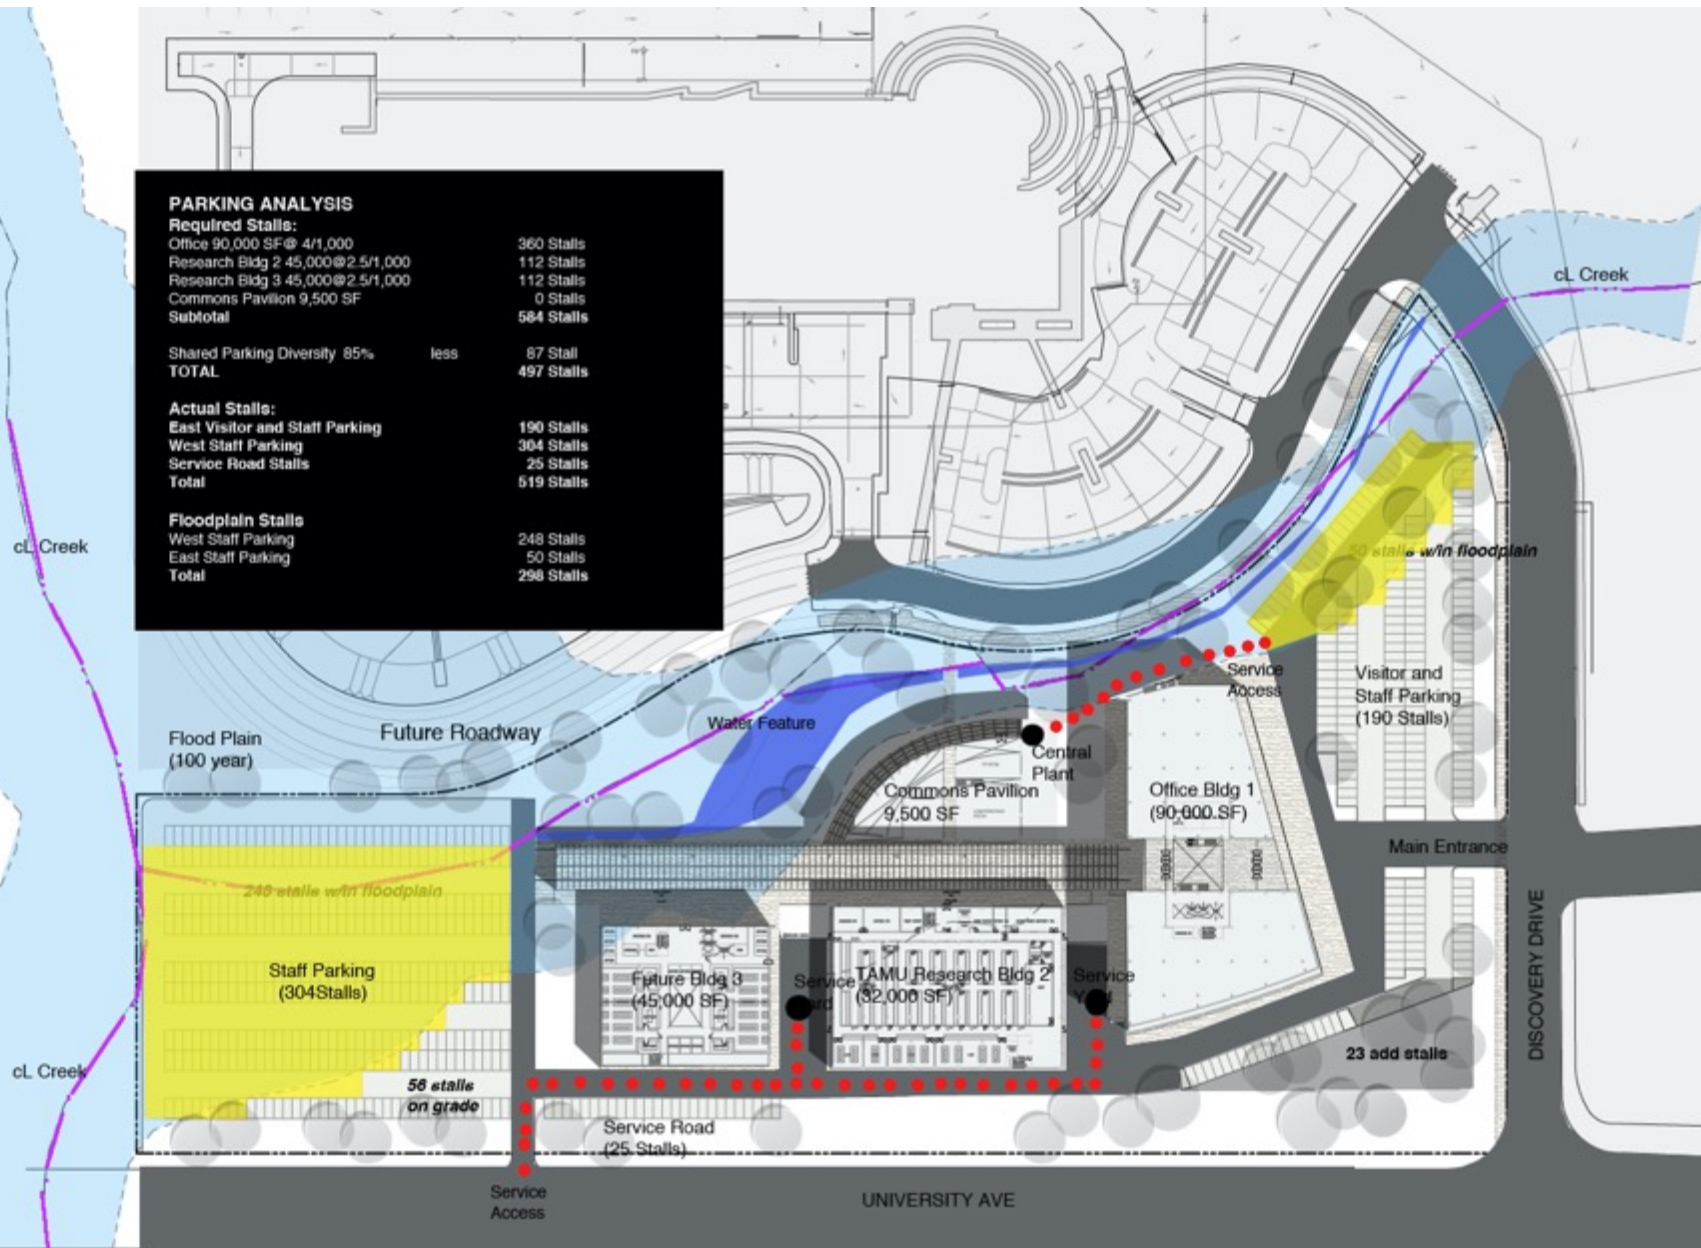 PARKING ANALYSIS
Required Stalls:
Office 90,000 SF@ 4/1,000 360 Stalls
Research Bldg 2 45,000@2.5/1,000 112 Stalls
Research Bldg 3 45,000@2.5/1,000 112 Stalls
Commons Pavilion 9,500 SF 0 Stalls
Subtotal 584 Stalls
Shared Parking Diversity 85% less 87 Stall
TOTAL 497 Stalls
Actual Stalls:
East Visitor and Staff Parking 190 Stalls
West Staff Parking 304 Stalls
Service Road Stalls 25 Stalls
Total 519 Stalls
Floodplain Stalls
West Staff Parking 248 Stalls
East Staff Parking 50 Stalls
Total 298 Stalls
cL Creek
cL Creek
50 stalls w/in floodplain
Service
Access
Visitor and
Staff Parking
(190 Stalls)
Flood Plain
(100 year)
Future Roadway
Water Feature
Central
Plant
Commons Pavilion
9,500 SF
Office Bldg 1
(90,000 SF)
Main Entrance
248 stalls w/in floodplain
Staff Parking
(304Stalls)
Future Bldg 3
(45,000 SF)
Service
Yard
TAMU Research Bldg 2
(32,000 SF)
Service
Yard
DISCOVERY DRIVE
23 add stalls
cL Creek
56 stalls
on grade
Service Road
(25 Stalls)
Service
Access
UNIVERSITY AVE